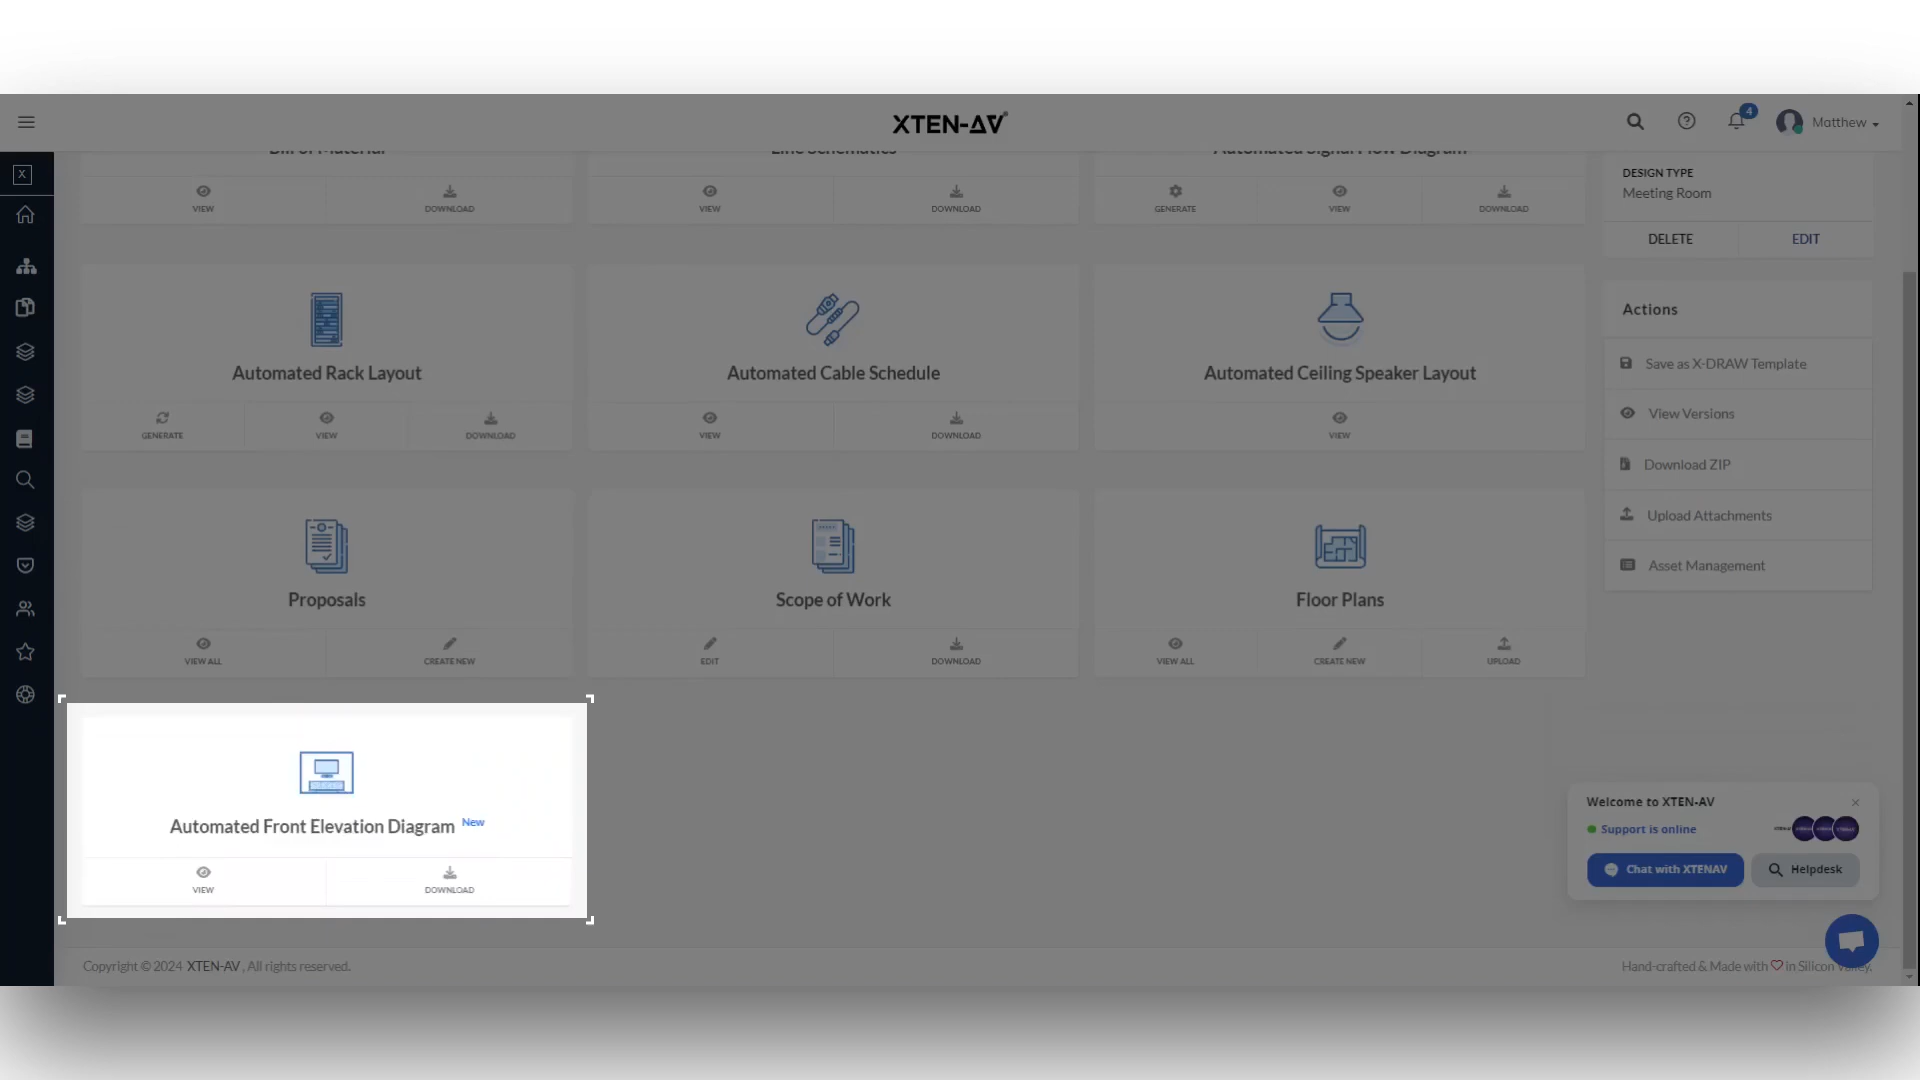 XTEN-AV
4
Matthew
X
Bill of Material
Line Schematics
Automated Signal Flow Diagram
VIEW
DOWNLOAD
VIEW
DOWNLOAD
GENERATE
VIEW
DOWNLOAD
DESIGN TYPE
Meeting Room
DELETE
EDIT
Automated Rack Layout
Automated Cable Schedule
Automated Ceiling Speaker Layout
GENERATE
VIEW
DOWNLOAD
VIEW
DOWNLOAD
VIEW
Actions
Save as X-DRAW Template
View Versions
Download ZIP
Upload Attachments
Asset Management
Proposals
Scope of Work
Floor Plans
VIEW ALL
CREATE NEW
EDIT
DOWNLOAD
VIEW ALL
CREATE NEW
UPLOAD
Automated Front Elevation Diagram New
VIEW
DOWNLOAD
Welcome to XTEN-AV
Support is online
Chat with XTENAV
Helpdesk
Copyright © 2024 XTEN-AV, All rights reserved.
Hand-crafted & Made with ♡ in Silicon Valley.